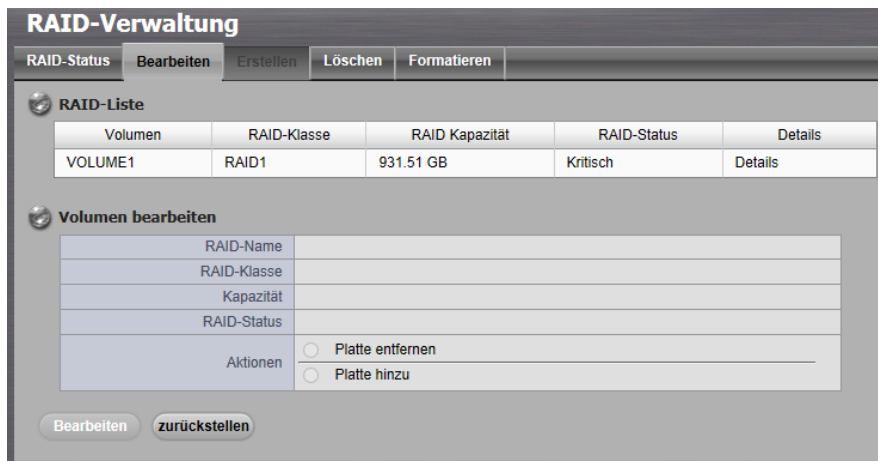 RAID-Verwaltung
RAID-Status Bearbeiten Erstellen Löschen Formatieren
RAID-Liste
Volumen RAID-Klasse RAID Kapazität RAID-Status Details
VOLUME1 RAID1 931.51 GB Kritisch Details
Volumen bearbeiten
RAID-Name
RAID-Klasse
Kapazität
RAID-Status
Aktionen
Platte entfernen
Platte hinzu
Bearbeiten zurückstellen